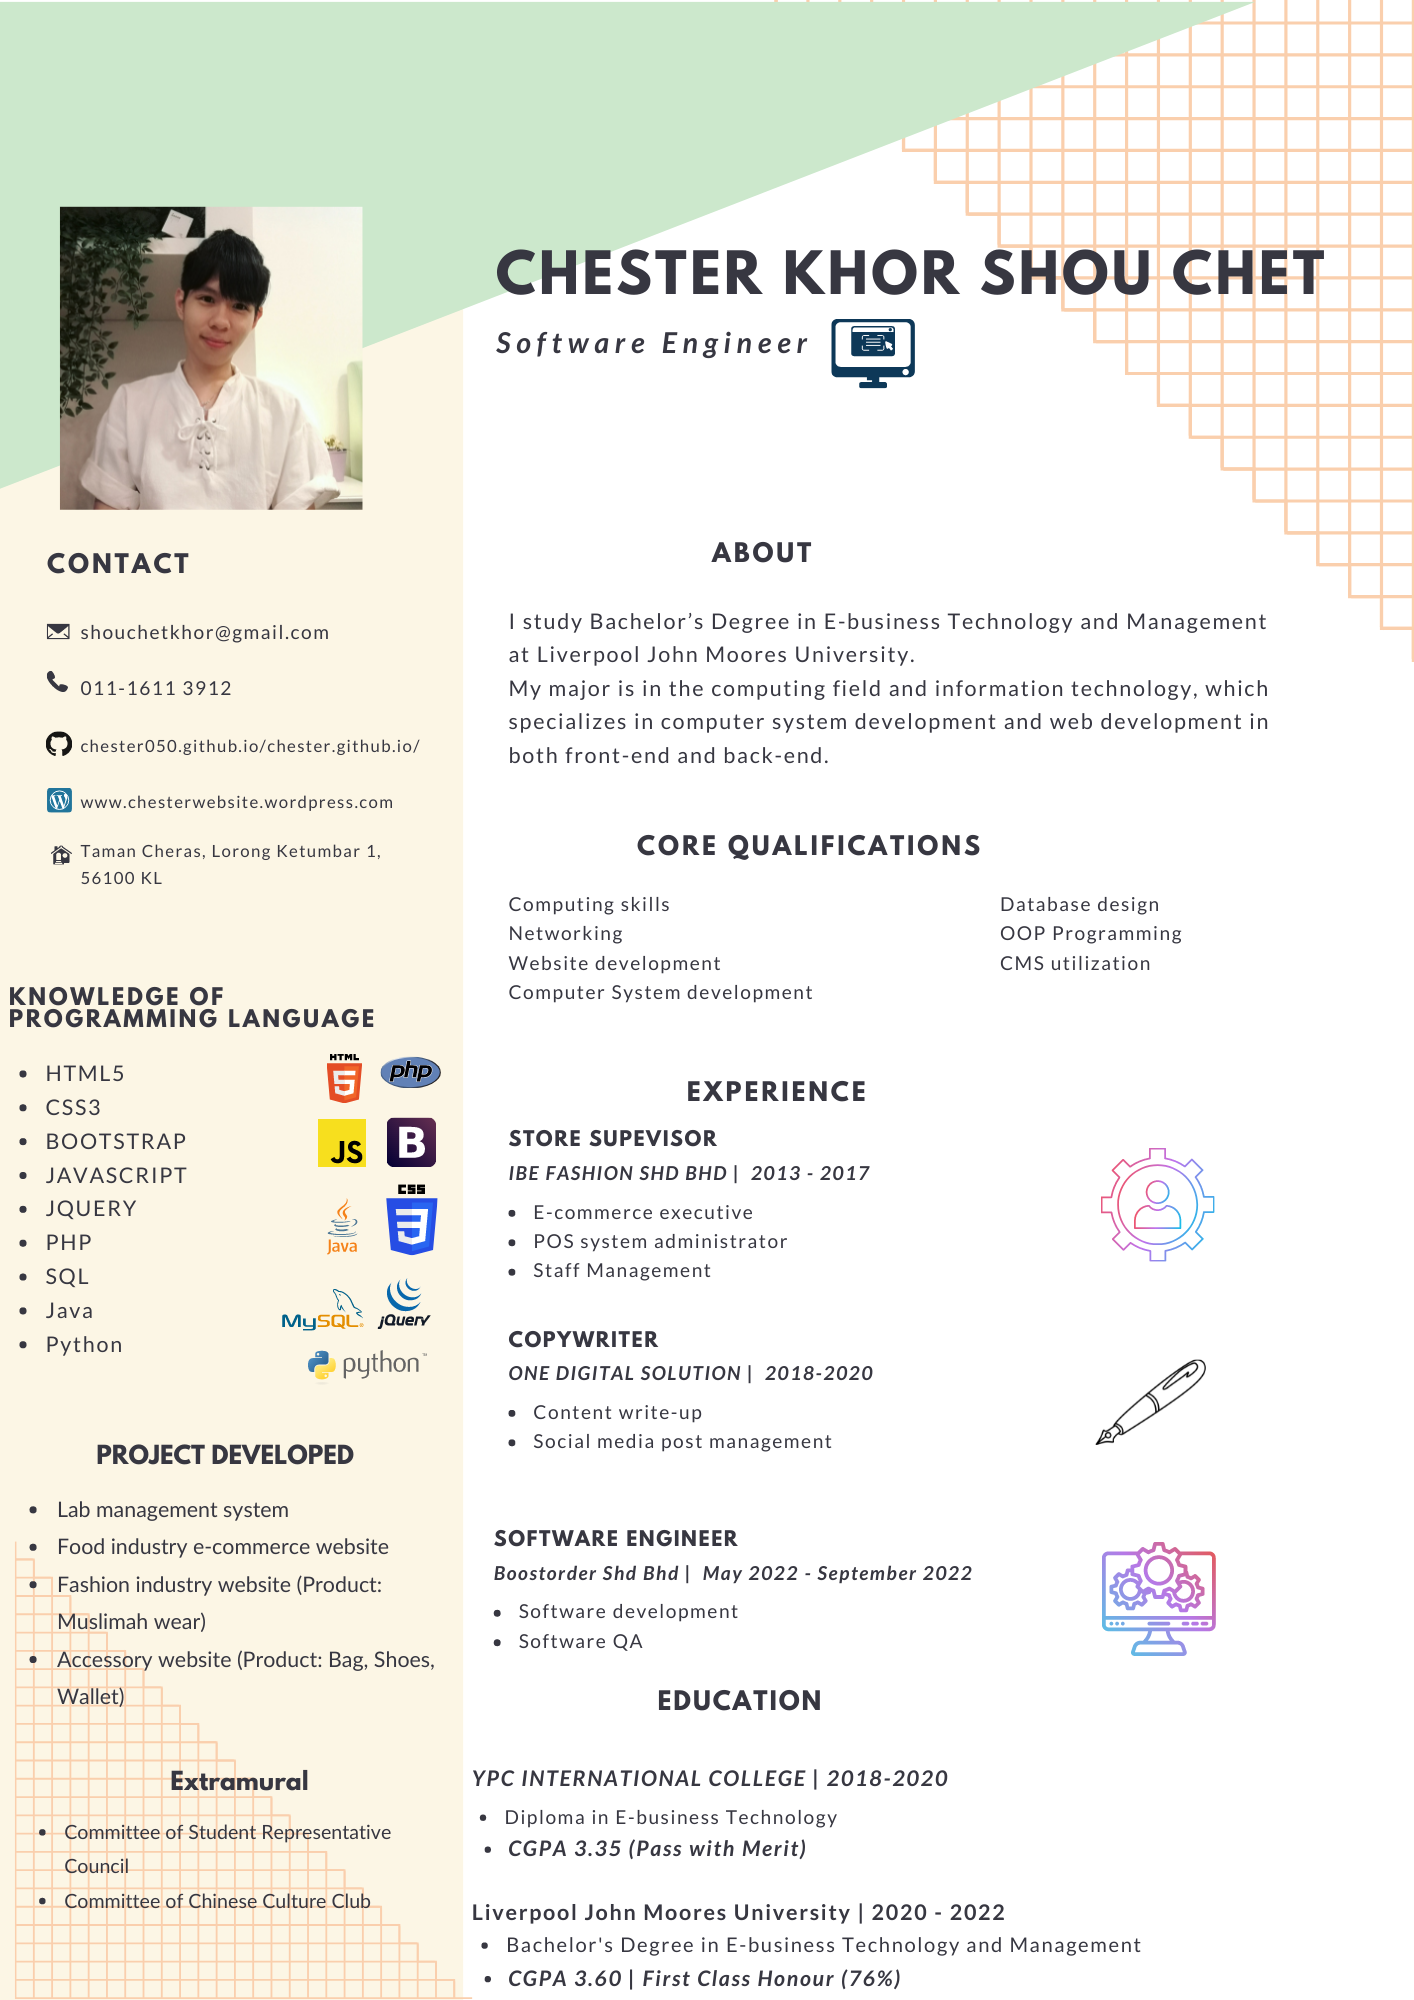 CHESTER KHOR SHOU CHET
Software Engineer
CONTACT
shouchetkhor@gmail.com
011-1611 3912
chester050.github.io/chester.github.io/
www.chesterwebsite.wordpress.com
Taman Cheras, Lorong Ketumbar 1,
56100 KL
KNOWLEDGE OF
PROGRAMMING LANGUAGE
HTML5
CSS3
BOOTSTRAP
JAVASCRIPT
JQUERY
PHP
SQL
Java
Python
HTML
5
php
JS
B
Java
CSS
3
MySQL
jQuery
python™
PROJECT DEVELOPED
Lab management system
Food industry e-commerce website
Fashion industry website (Product:
Muslimah wear)
Accessory website (Product: Bag, Shoes,
Wallet)
Extramural
Committee of Student Representative
Council
Committee of Chinese Culture Club
ABOUT
I study Bachelor’s Degree in E-business Technology and Management
at Liverpool John Moores University.
My major is in the computing field and information technology, which
specializes in computer system development and web development in
both front-end and back-end.
CORE QUALIFICATIONS
Computing skills
Networking
Website development
Computer System development
Database design
OOP Programming
CMS utilization
EXPERIENCE
STORE SUPEVISOR
IBE FASHION SHD BHD | 2013 - 2017
E-commerce executive
POS system administrator
Staff Management
COPYWRITER
ONE DIGITAL SOLUTION | 2018-2020
Content write-up
Social media post management
SOFTWARE ENGINEER
Boostorder Shd Bhd | May 2022 - September 2022
Software development
Software QA
EDUCATION
YPC INTERNATIONAL COLLEGE | 2018-2020
Diploma in E-business Technology
CGPA 3.35 (Pass with Merit)
Liverpool John Moores University | 2020 - 2022
Bachelor's Degree in E-business Technology and Management
CGPA 3.60 | First Class Honour (76%)